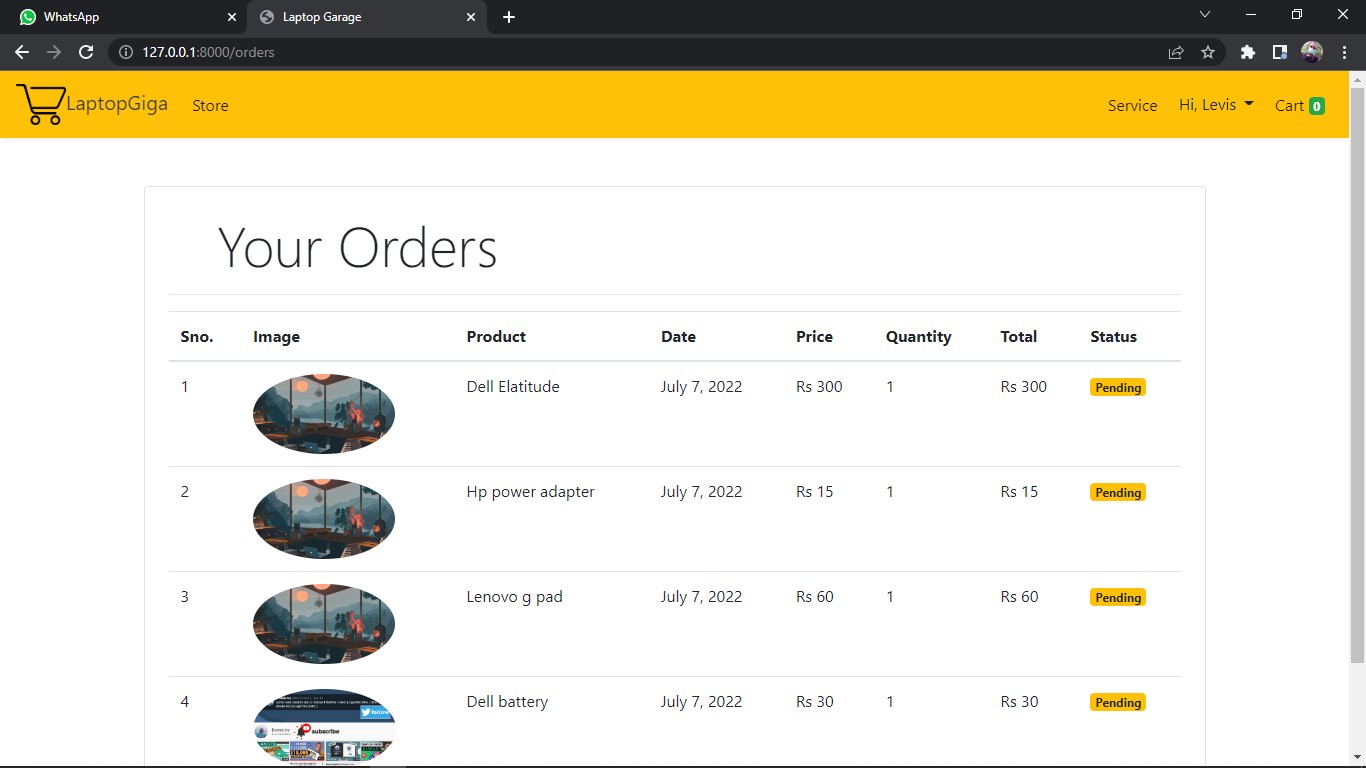 WhatsApp
Laptop Garage
127.0.0.1:8000/orders
LaptopGiga Store Service Hi, Levis Cart 0
Your Orders
Sno. Image Product Date Price Quantity Total Status
1 Dell Elatitude July 7, 2022 Rs 300 1 Rs 300 Pending
2 Hp power adapter July 7, 2022 Rs 15 1 Rs 15 Pending
3 Lenovo g pad July 7, 2022 Rs 60 1 Rs 60 Pending
4 Dell battery July 7, 2022 Rs 30 1 Rs 30 Pending
follow
subscribe